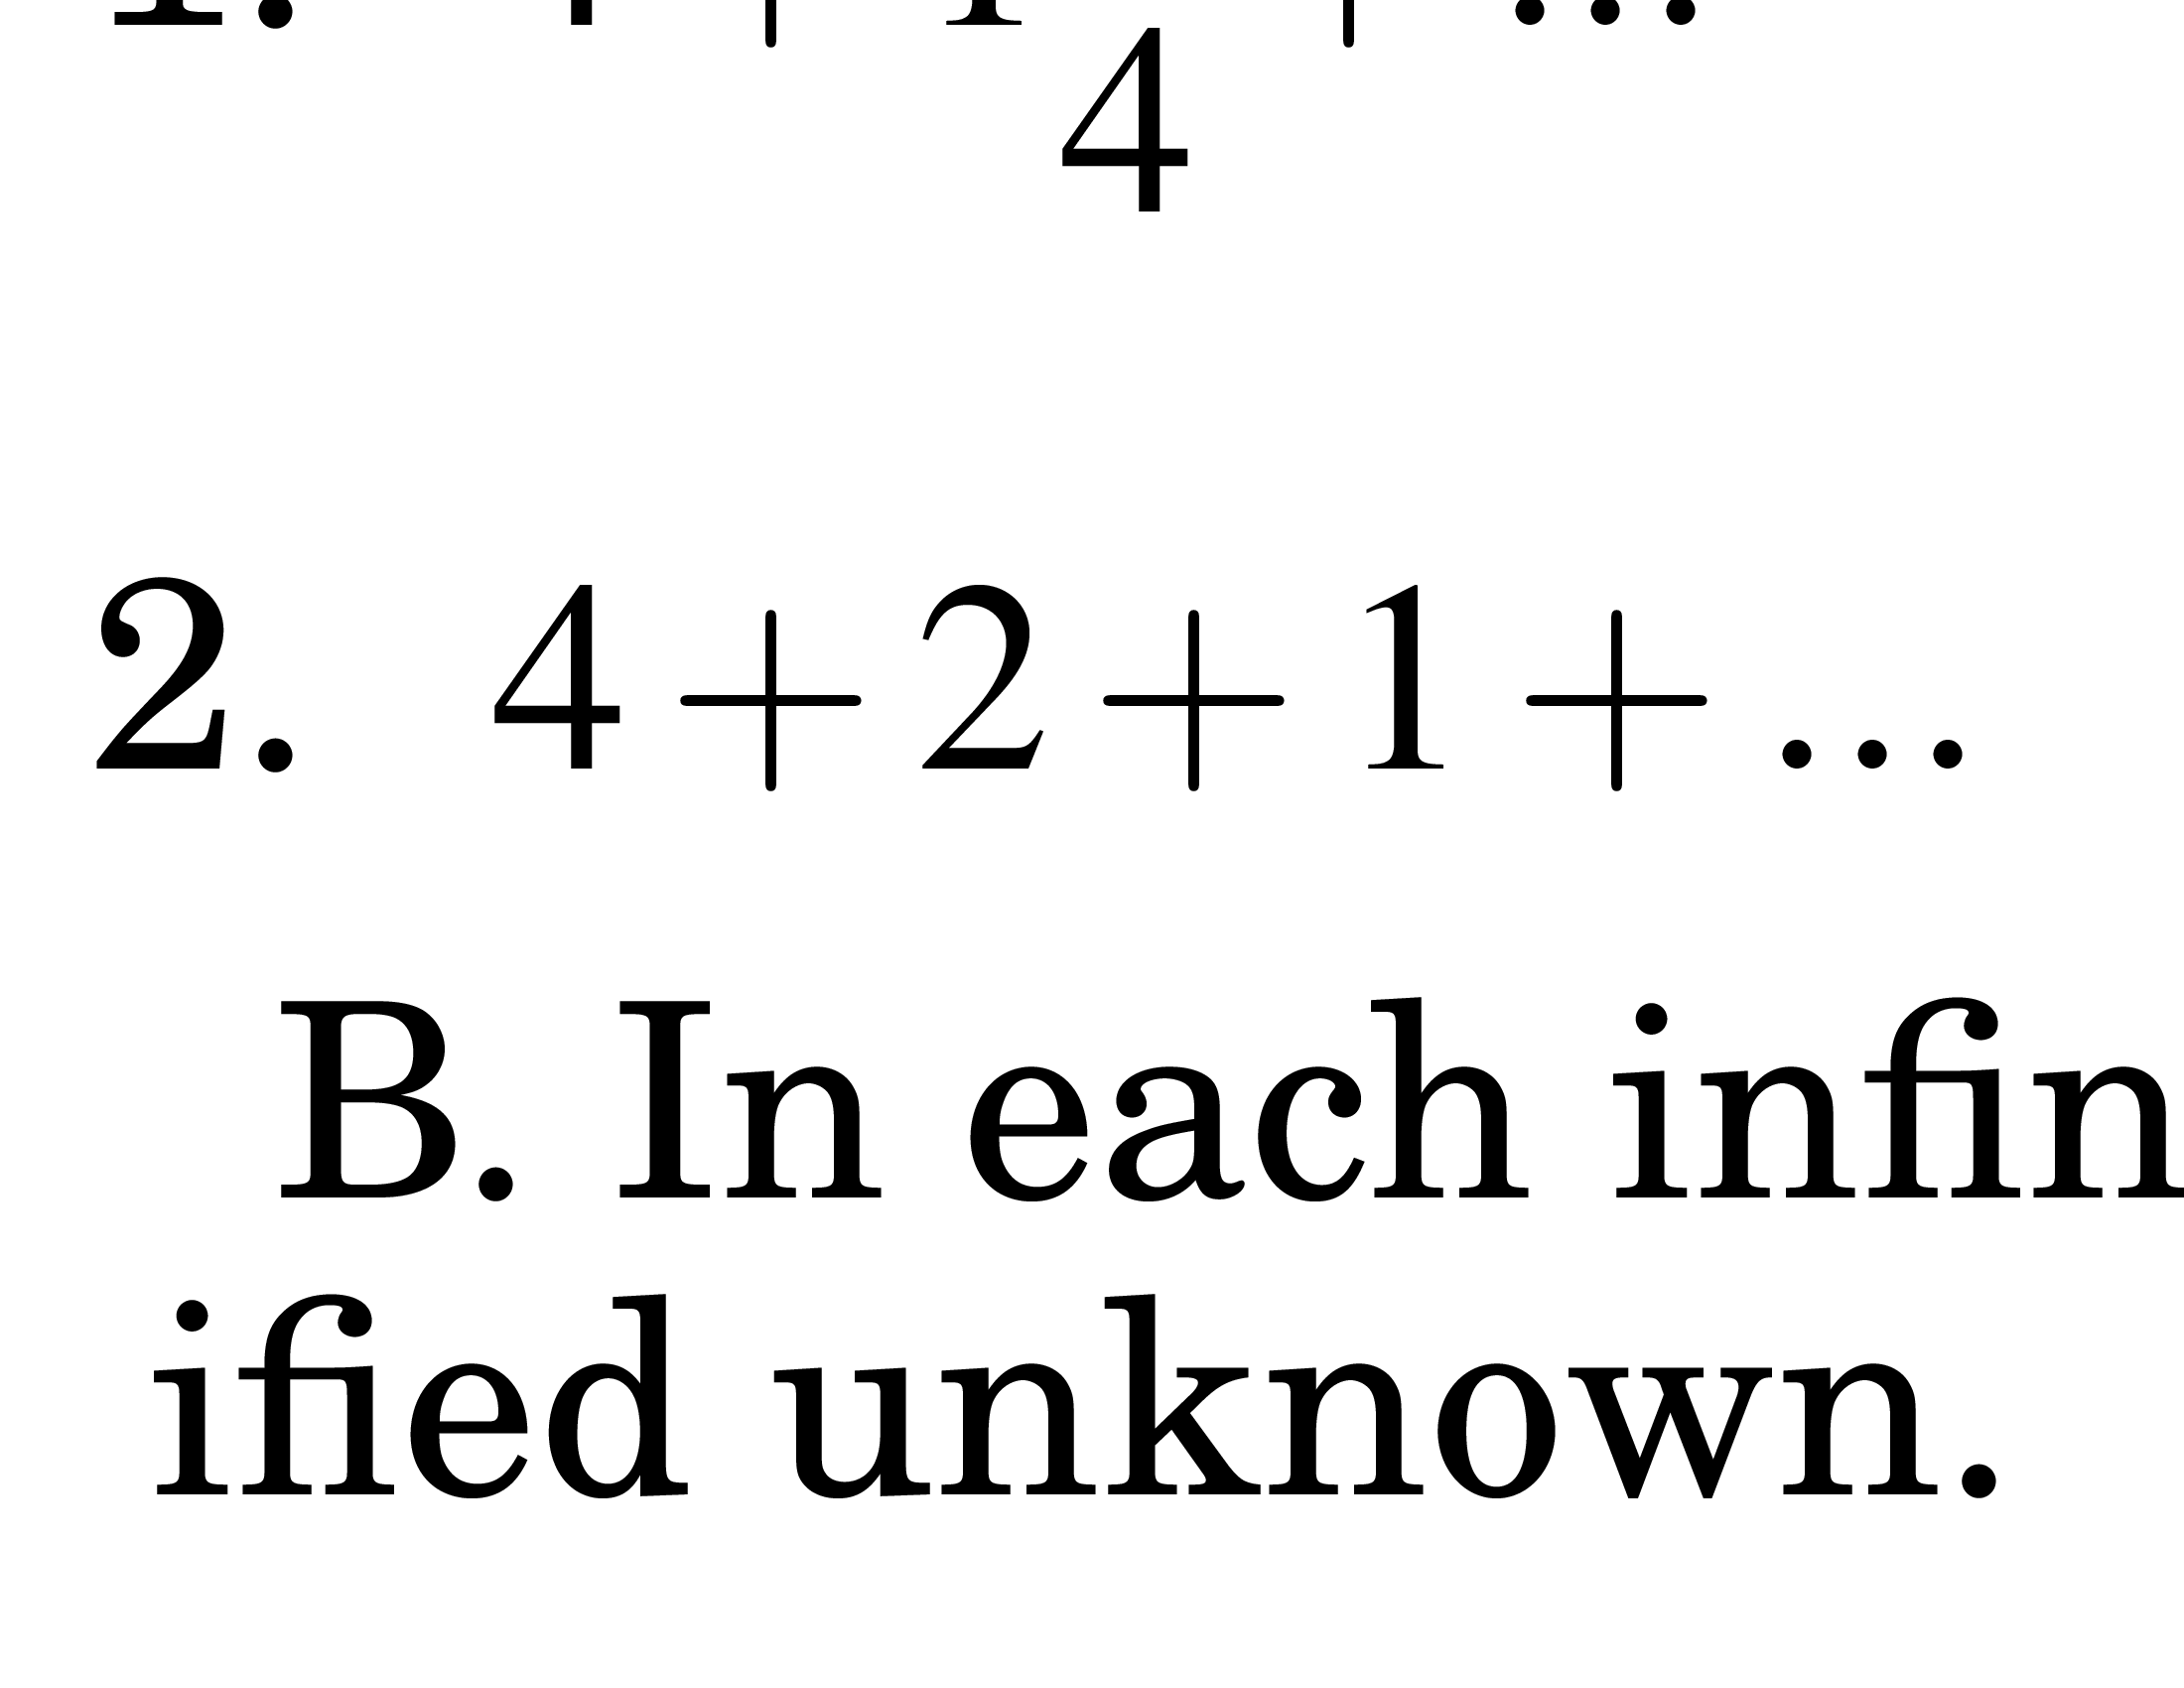 4
2. 4 + 2 + 1 + ...
B. In each infin
ified unknown.